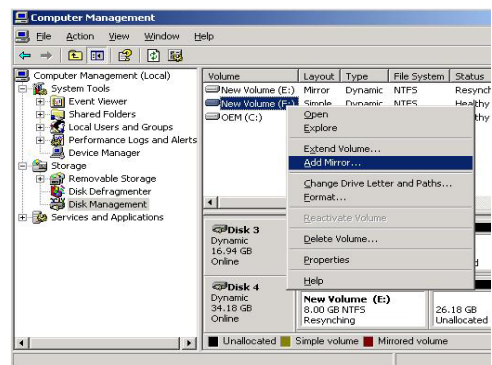 Computer Management
File Action View Window Help
Computer Management (Local)
System Tools
Event Viewer
Shared Folders
Local Users and Groups
Performance Logs and Alerts
Device Manager
Storage
Removable Storage
Disk Defragmenter
Disk Management
Services and Applications
Volume Layout Type File System Status
New Volume (E:) Mirror Dynamic NTFS Resynch
New Volume (F:) Simple Dynamic NTFS Healthy
OEM (C:) thy
Open
Explore
Extend Volume...
Add Mirror...
Change Drive Letter and Paths...
Format...
Reactivate Volume
Delete Volume...
Properties
Help
Disk 3
Dynamic
16.94 GB
Online
d
Disk 4
Dynamic
34.18 GB
Online
New Volume (E:)
8.00 GB NTFS
Resynching
26.18 GB
Unallocated
Unallocated Simple volume Mirrored volume